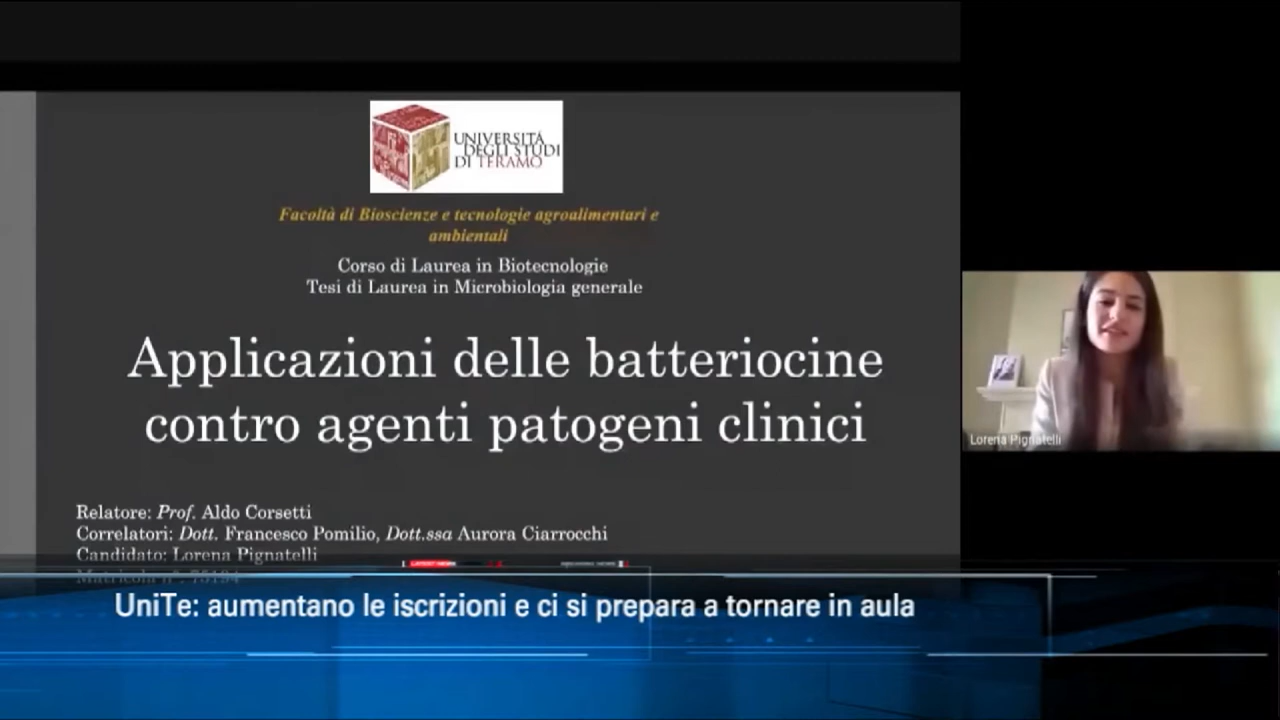 UNIVERSITÁ
DEGLI STUDI
DI TERAMO
Facoltà di Bioscienze e tecnologie agroalimentari e
ambientali
Corso di Laurea in Biotecnologie
Tesi di Laurea in Microbiologia generale
Applicazioni delle batteriocine
contro agenti patogeni clinici
Relatore: Prof. Aldo Corsetti
Correlatori: Dott. Francesco Pomilio, Dott.ssa Aurora Ciarrocchi
Candidato: Lorena Pignatelli
Lorena Pignatelli
UniTe: aumentano le iscrizioni e ci si prepara a tornare in aula